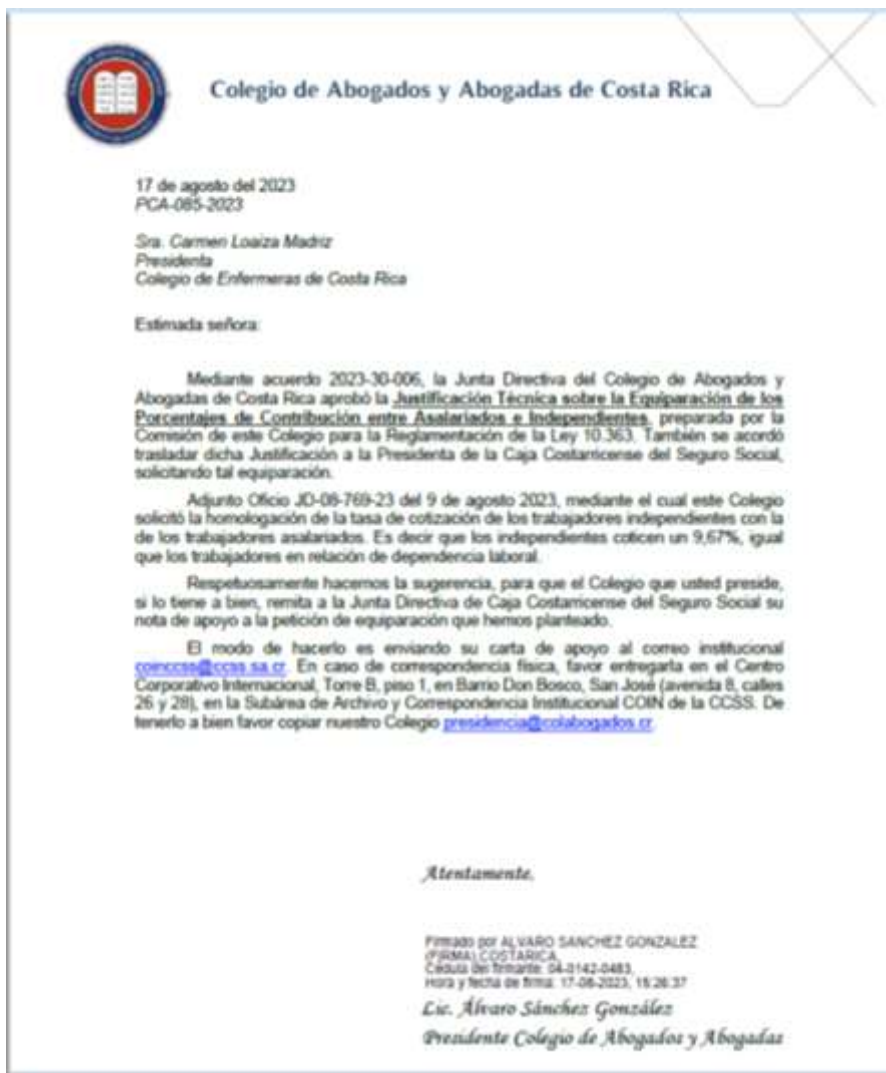 Colegio de Abogados y Abogadas de Costa Rica
17 de agosto del 2023
PCA-085-2023
Sra. Carmen Loaiza Madriz
Presidenta
Colegio de Enfermeras de Costa Rica
Estimada señora:
Mediante acuerdo 2023-30-006, la Junta Directiva del Colegio de Abogados y
Abogadas de Costa Rica aprobó la Justificación Técnica sobre la Equiparación de los
Porcentajes de Contribución entre Asalariados e Independientes, preparada por la
Comisión de este Colegio para la Reglamentación de la Ley 10.363. También se acordó
trasladar dicha Justificación a la Presidenta de la Caja Costarricense del Seguro Social,
solicitando tal equiparación.
Adjunto Oficio JD-08-769-23 del 9 de agosto 2023, mediante el cual este Colegio
solicitó la homologación de la tasa de cotización de los trabajadores independientes con la
de los trabajadores asalariados. Es decir que los independientes coticen un 9,67%, igual
que los trabajadores en relación de dependencia laboral.
Respetuosamente hacemos la sugerencia, para que el Colegio que usted preside,
si lo tiene a bien, remita a la Junta Directiva de Caja Costarricense del Seguro Social su
nota de apoyo a la petición de equiparación que hemos planteado.
El modo de hacerlo es enviando su carta de apoyo al correo institucional
coinccss@ccss.sa.cr. En caso de correspondencia física, favor entregarla en el Centro
Corporativo Internacional, Torre B, piso 1, en Barrio Don Bosco, San José (avenida 8, calles
26 y 28), en la Subárea de Archivo y Correspondencia Institucional COIN de la CCSS. De
tenerlo a bien favor copiar nuestro Colegio presidencia@colabogados.cr.
Atentamente,
Firmado por ALVARO SANCHEZ GONZALEZ
(FIRMA),COSTARICA,
Cédula del firmante: 04-0142-0483,
Hora y fecha de firma: 17-08-2023, 15:26:37
Lic. Álvaro Sánchez González
Presidente Colegio de Abogados y Abogadas